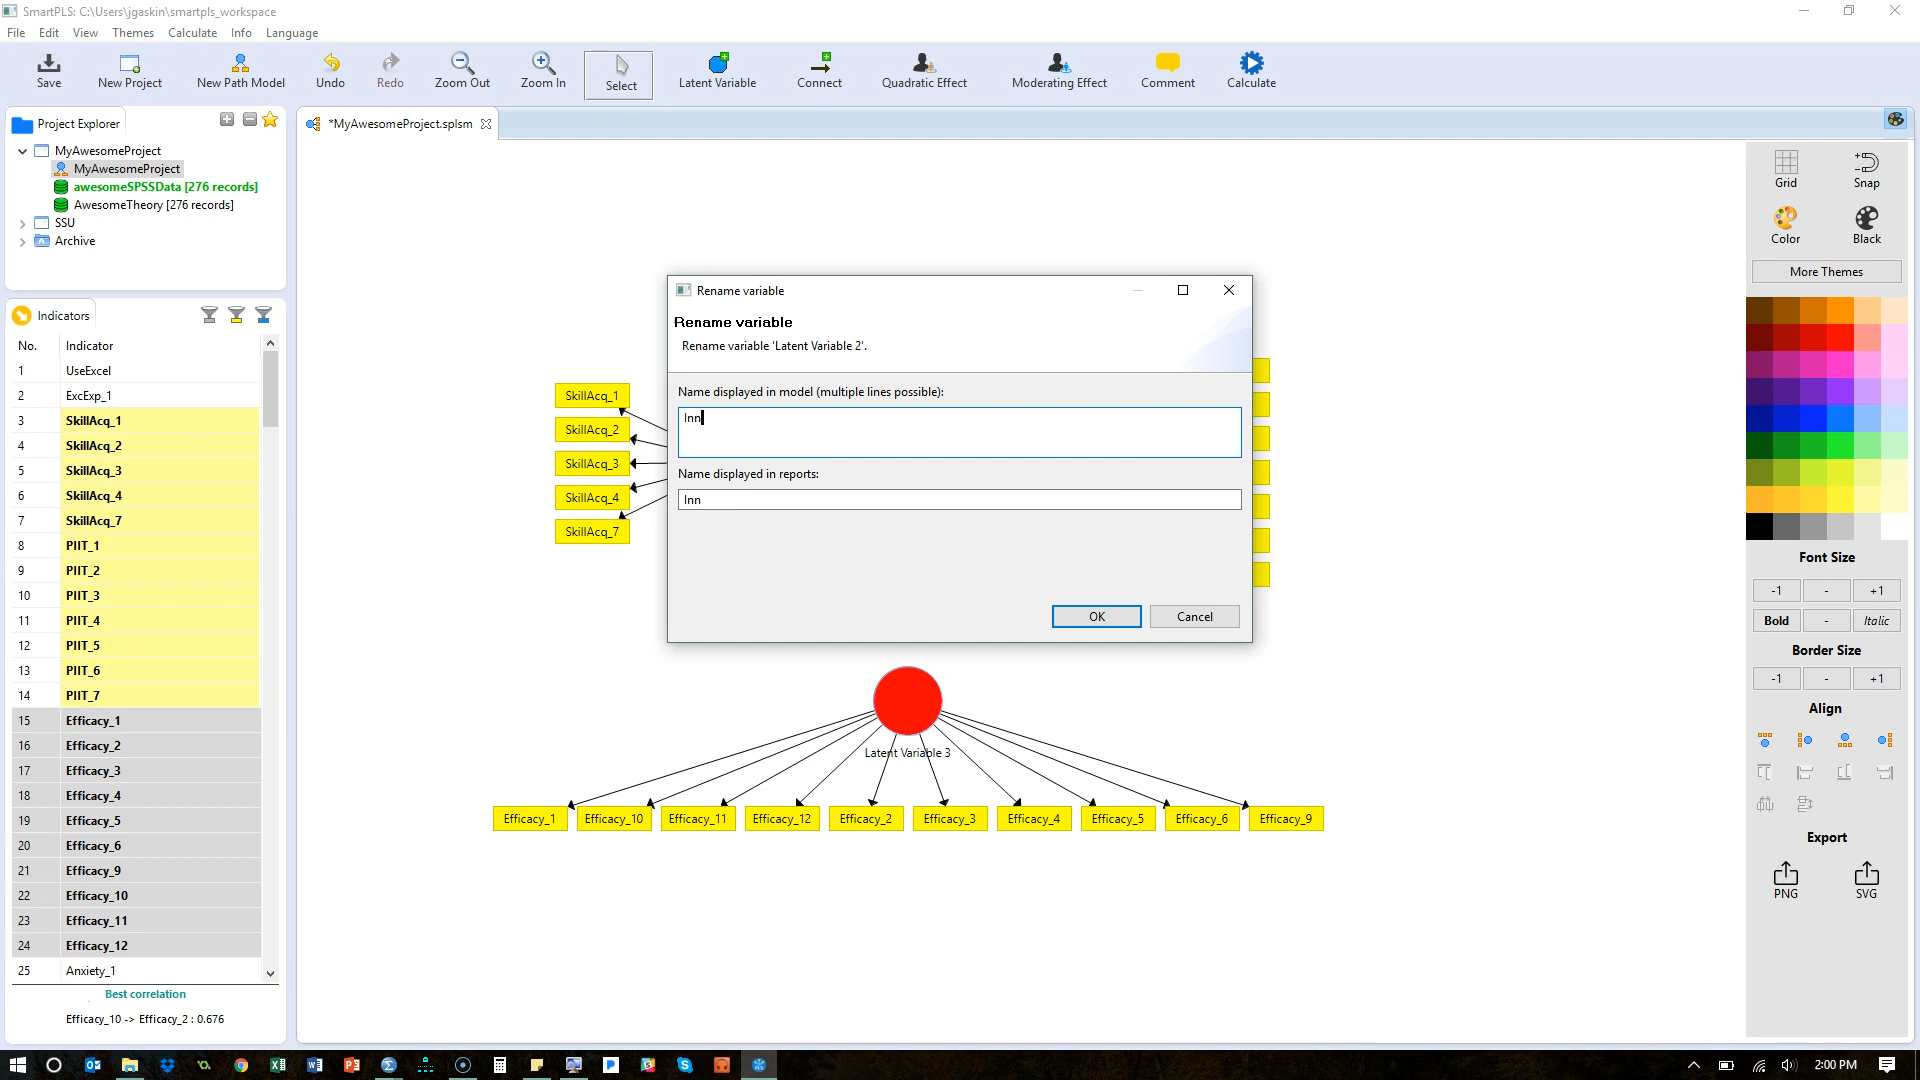 SmartPLS: C:\Users\jgaskin\smartpls_workspace
File Edit View Themes Calculate Info Language
Save New Project New Path Model Undo Redo Zoom Out Zoom In Select Latent Variable Connect Quadratic Effect Moderating Effect Comment Calculate
Project Explorer
MyAwesomeProject
MyAwesomeProject
awesomeSPSSData [276 records]
AwesomeTheory [276 records]
SSU
Archive
Indicators
No. Indicator
1 UseExcel
2 ExcExp_1
3 SkillAcq_1
4 SkillAcq_2
5 SkillAcq_3
6 SkillAcq_4
7 SkillAcq_7
8 PIIT_1
9 PIIT_2
10 PIIT_3
11 PIIT_4
12 PIIT_5
13 PIIT_6
14 PIIT_7
15 Efficacy_1
16 Efficacy_2
17 Efficacy_3
18 Efficacy_4
19 Efficacy_5
20 Efficacy_6
21 Efficacy_9
22 Efficacy_10
23 Efficacy_11
24 Efficacy_12
25 Anxiety_1
Best correlation
Efficacy_10 -> Efficacy_2 : 0.676
*MyAwesomeProject.splsm
SkillAcq_1
SkillAcq_2
SkillAcq_3
SkillAcq_4
SkillAcq_7
Rename variable
Rename variable
Rename variable 'Latent Variable 2'.
Name displayed in model (multiple lines possible):
Inn
Name displayed in reports:
Inn
OK Cancel
Latent Variable 3
Efficacy_1 Efficacy_10 Efficacy_11 Efficacy_12 Efficacy_2 Efficacy_3 Efficacy_4 Efficacy_5 Efficacy_6 Efficacy_9
Grid Snap
Color Black
More Themes
Font Size
-1 - +1
Bold - Italic
Border Size
-1 - +1
Align
Export
PNG SVG
2:00 PM